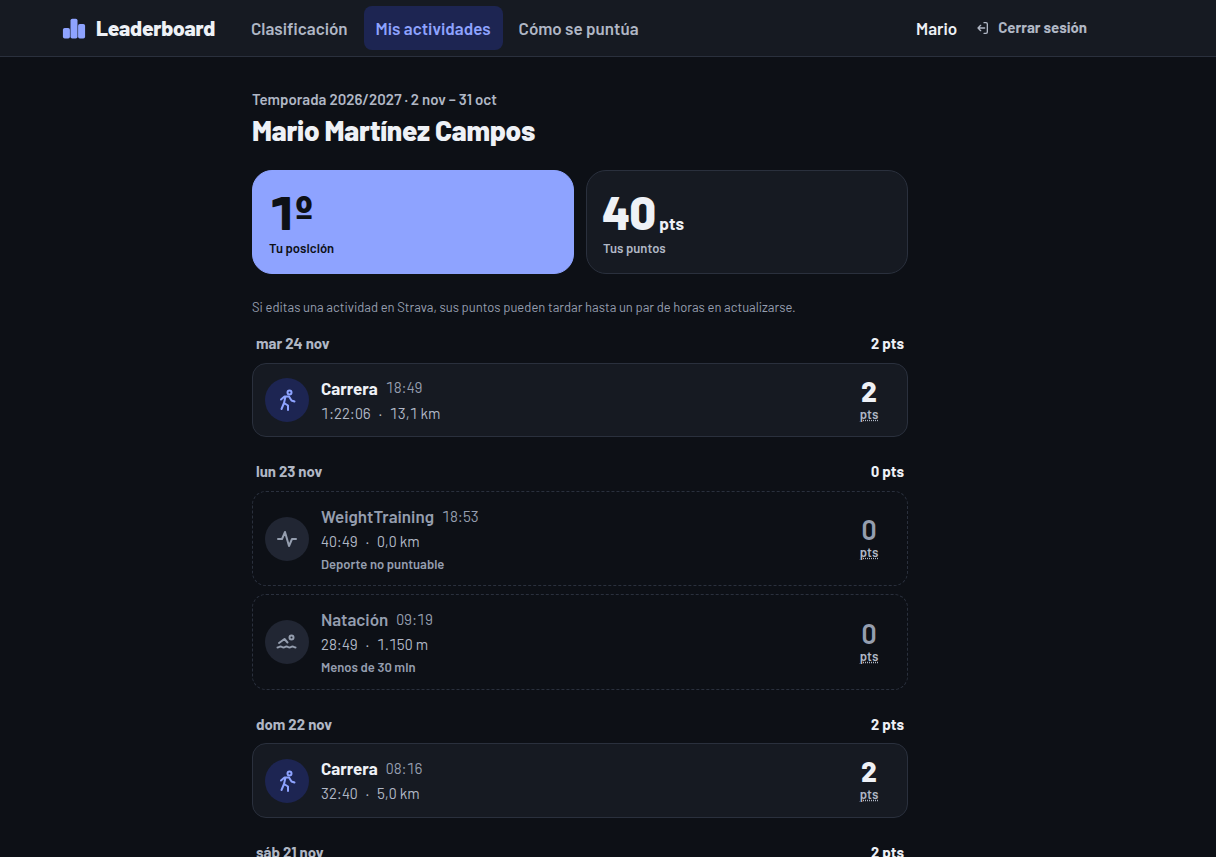 Leaderboard Clasificación Mis actividades Cómo se puntúa Mario Cerrar sesión
Temporada 2026/2027 · 2 nov – 31 oct
Mario Martínez Campos
1º
Tu posición
40 pts
Tus puntos
Si editas una actividad en Strava, sus puntos pueden tardar hasta un par de horas en actualizarse.
mar 24 nov 2 pts
Carrera 18:49
1:22:06 · 13,1 km
2
pts
lun 23 nov 0 pts
WeightTraining 18:53
40:49 · 0,0 km
Deporte no puntuable
0
pts
Natación 09:19
28:49 · 1.150 m
Menos de 30 min
0
pts
dom 22 nov 2 pts
Carrera 08:16
32:40 · 5,0 km
2
pts
sáb 21 nov 2 pts